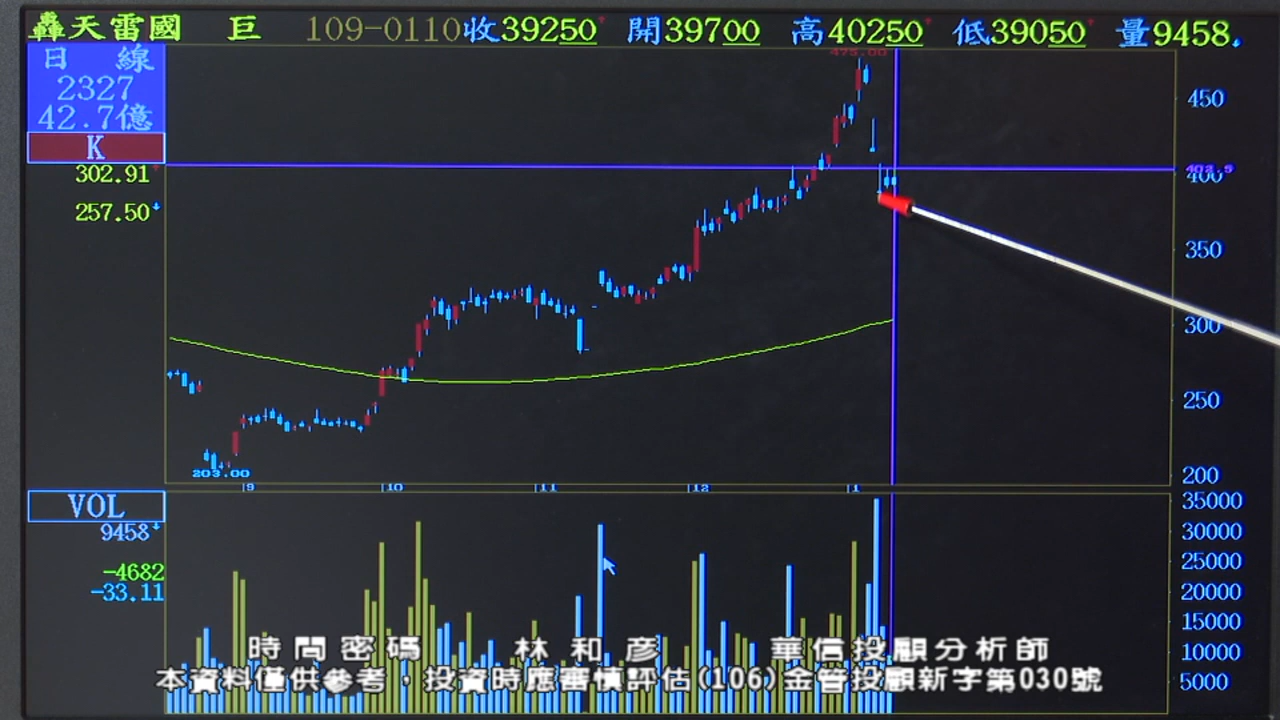 轟天雷國 巨 109-0110 收39250 開39700 高40250 低39050 量9458
日 線
2327
42.7億
K
302.91
257.50
475.00
203.00
450
400
350
300
250
200
9 10 11 12 1
VOL
9458
-4682
-33.11
35000
30000
25000
20000
15000
10000
5000
時間密碼 林和彥 華信投顧分析師
本資料僅供參考,投資時應審慎評估(106)金管投顧新字第030號